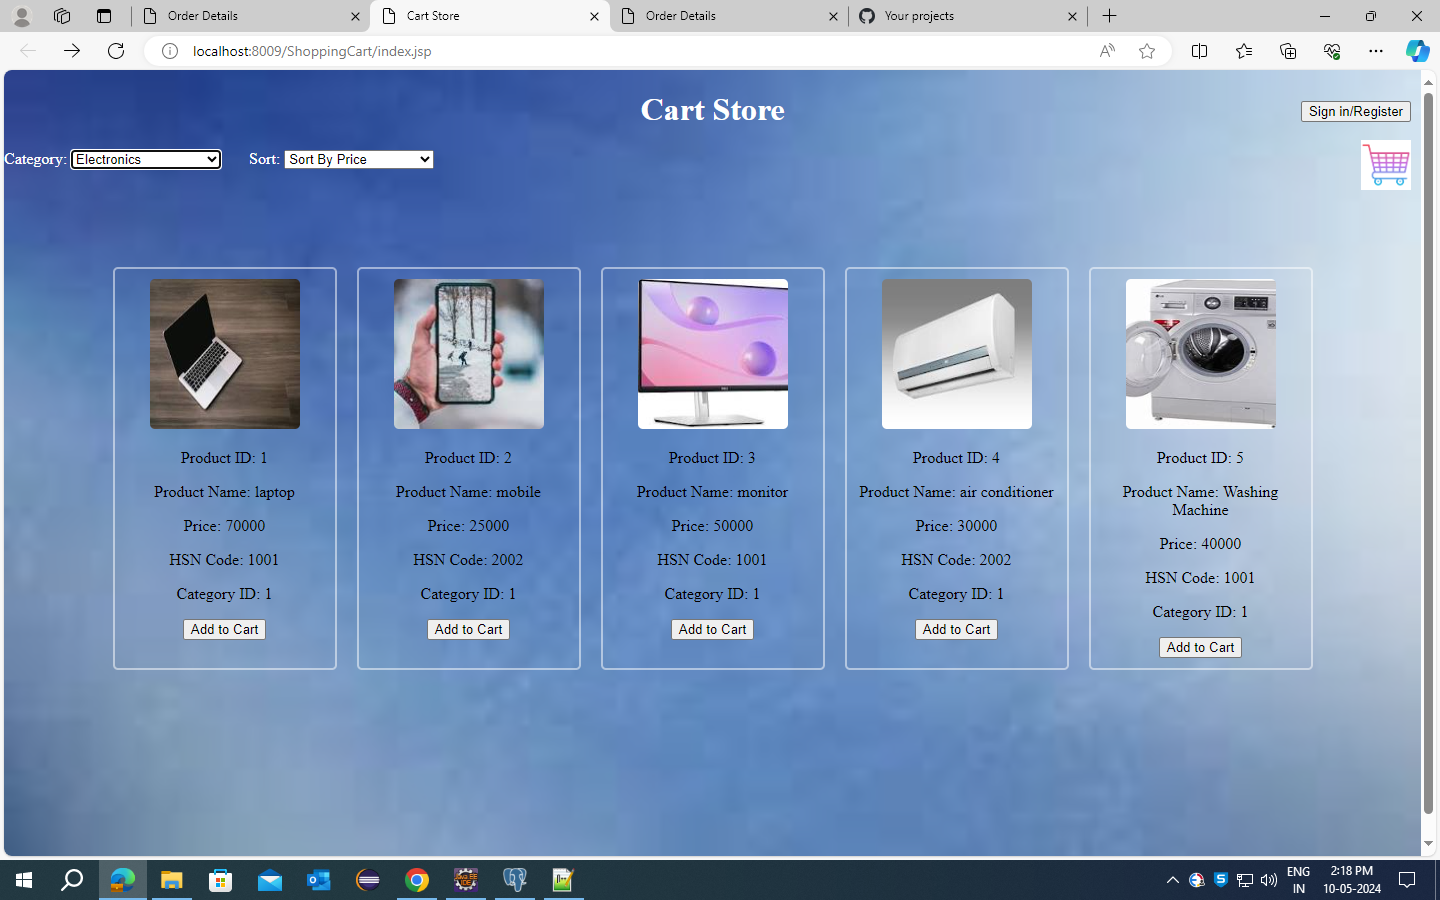 Order Details
Cart Store
Order Details
Your projects
localhost:8009/ShoppingCart/index.jsp
Cart Store
Sign in/Register
Category: Electronics
Sort: Sort By Price
Product ID: 1
Product Name: laptop
Price: 70000
HSN Code: 1001
Category ID: 1
Add to Cart
Product ID: 2
Product Name: mobile
Price: 25000
HSN Code: 2002
Category ID: 1
Add to Cart
Product ID: 3
Product Name: monitor
Price: 50000
HSN Code: 1001
Category ID: 1
Add to Cart
Product ID: 4
Product Name: air conditioner
Price: 30000
HSN Code: 2002
Category ID: 1
Add to Cart
Product ID: 5
Product Name: Washing
Machine
Price: 40000
HSN Code: 1001
Category ID: 1
Add to Cart
ENG
IN
2:18 PM
10-05-2024